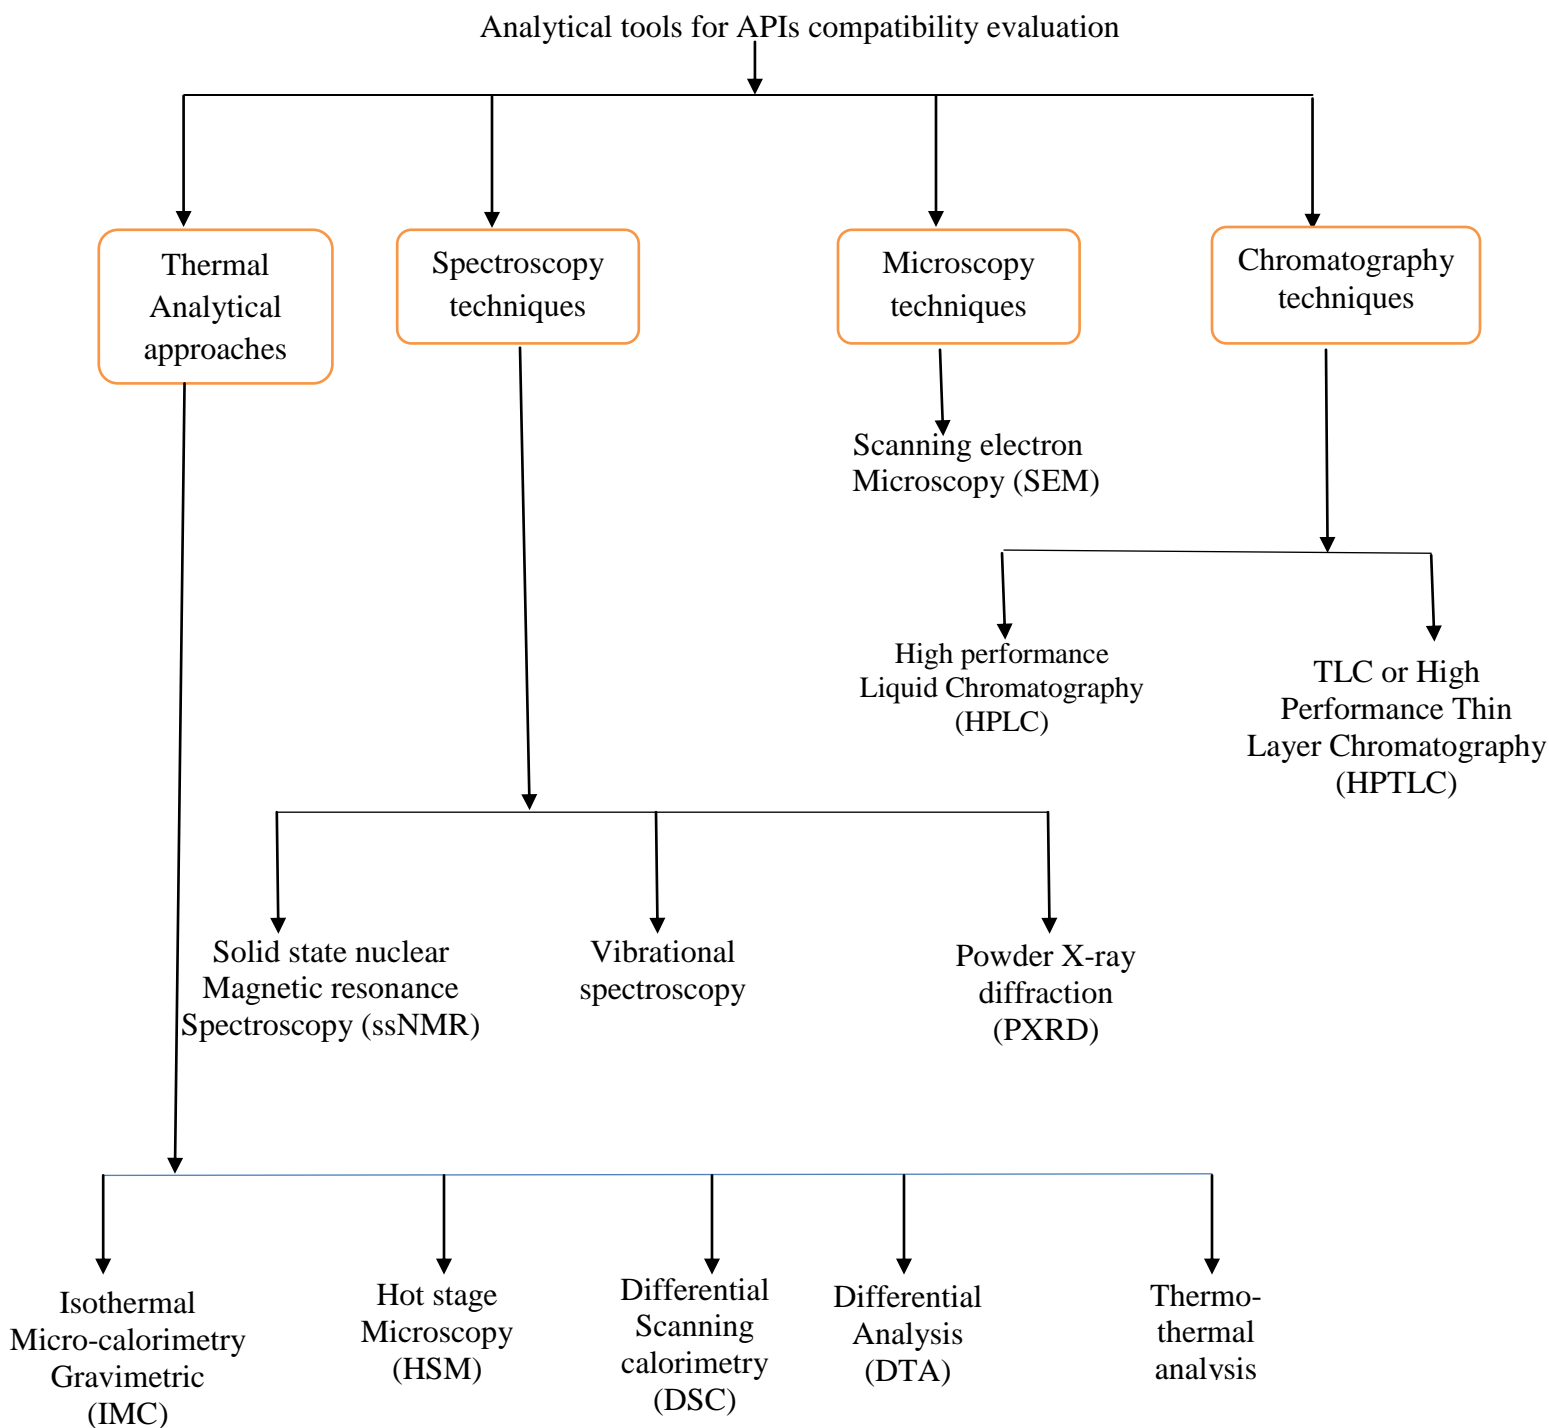 Analytical tools for APIs compatibility evaluation
Thermal
Analytical
approaches
Spectroscopy
techniques
Microscopy
techniques
Chromatography
techniques
Scanning electron
Microscopy (SEM)
High performance
Liquid Chromatography
(HPLC)
TLC or High
Performance Thin
Layer Chromatography
(HPTLC)
Solid state nuclear
Magnetic resonance
Spectroscopy (ssNMR)
Vibrational
spectroscopy
Powder X-ray
diffraction
(PXRD)
Isothermal
Micro-calorimetry
Gravimetric
(IMC)
Hot stage
Microscopy
(HSM)
Differential
Scanning
calorimetry
(DSC)
Differential
Analysis
(DTA)
Thermo-
thermal
analysis